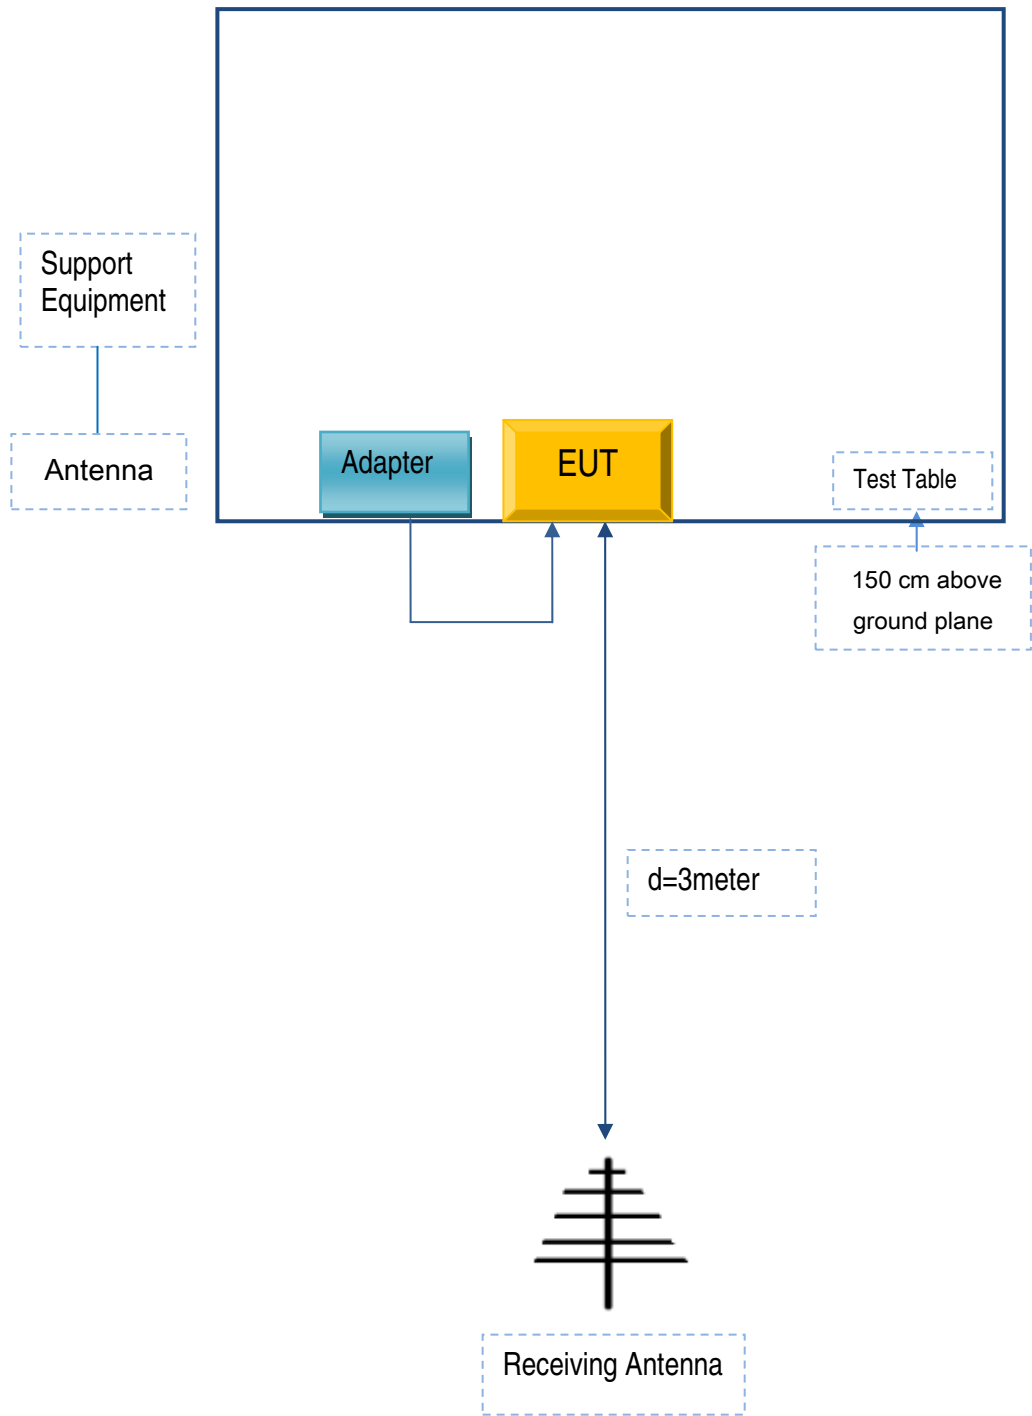 Support
Equipment
Antenna
Adapter
EUT
Test Table
150 cm above
ground plane
d=3meter
Receiving Antenna